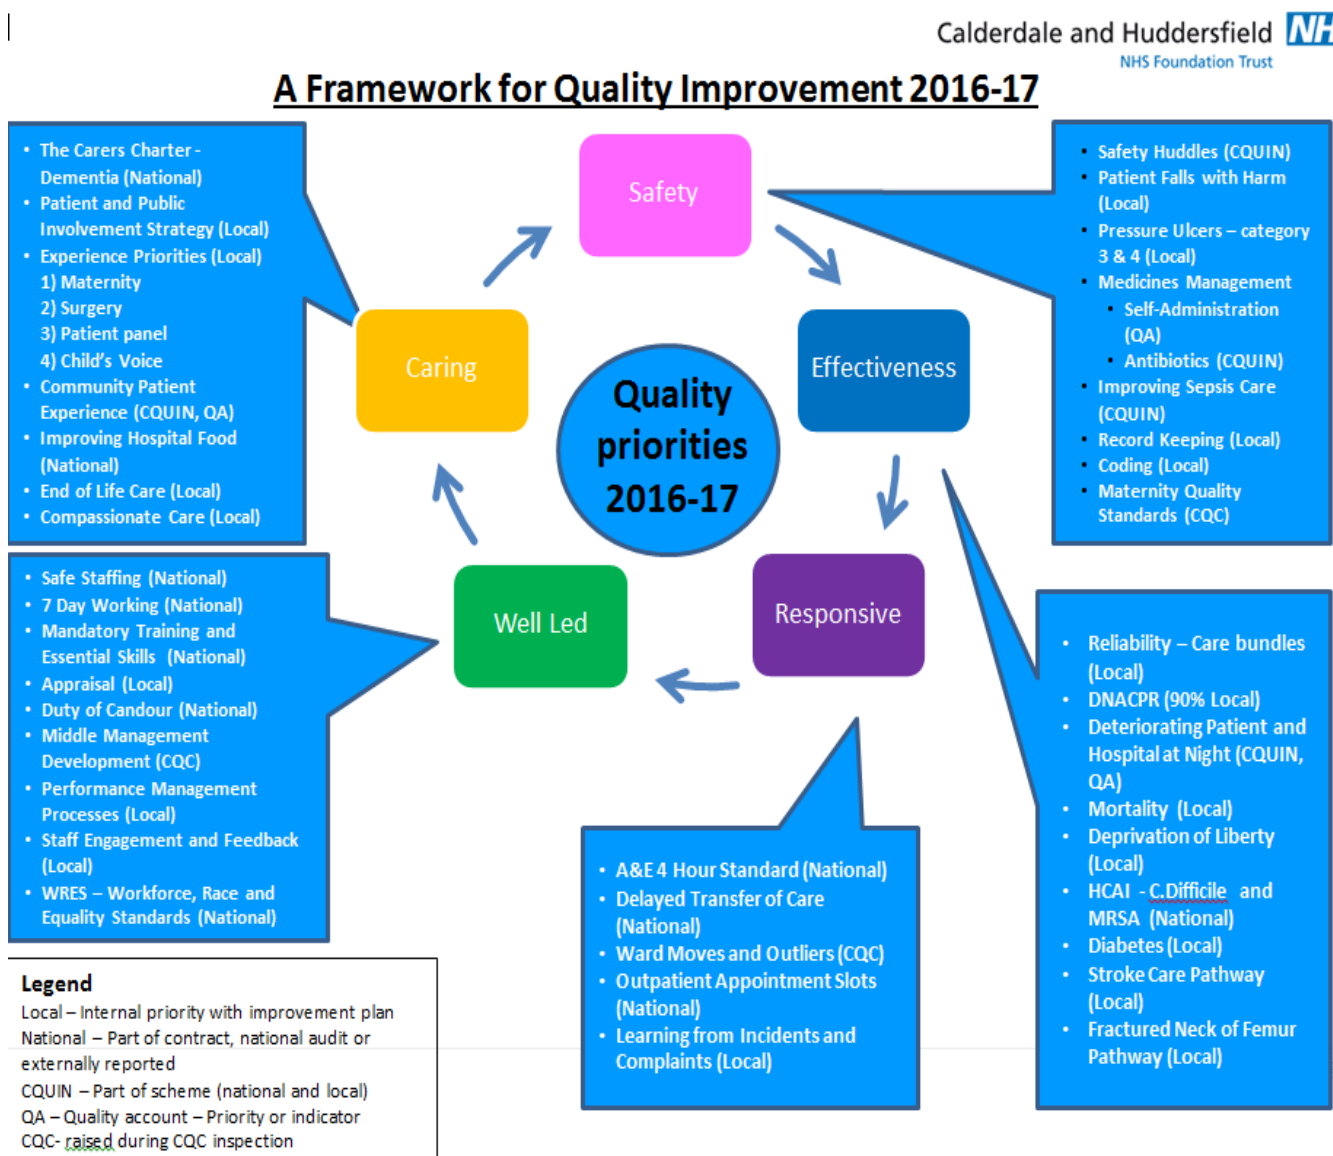 Calderdale and Huddersfield NH
NHS Foundation Trust
A Framework for Quality Improvement 2016-17
• The Carers Charter -
Dementia (National)
• Patient and Public
Involvement Strategy (Local)
• Experience Priorities (Local)
1) Maternity
2) Surgery
3) Patient panel
4) Child's Voice
• Community Patient
Experience (CQUIN, QA)
• Improving Hospital Food
(National)
• End of Life Care (Local)
• Compassionate Care (Local)
Safety
• Safety Huddles (CQUIN)
• Patient Falls with Harm
(Local)
• Pressure Ulcers – category
3 & 4 (Local)
• Medicines Management
• Self-Administration
(QA)
• Antibiotics (CQUIN)
• Improving Sepsis Care
(CQUIN)
• Record Keeping (Local)
• Coding (Local)
• Maternity Quality
Standards (CQC)
Caring
Effectiveness
Quality
priorities
2016-17
Well Led
Responsive
• Safe Staffing (National)
• 7 Day Working (National)
• Mandatory Training and
Essential Skills (National)
• Appraisal (Local)
• Duty of Candour (National)
• Middle Management
Development (CQC)
• Performance Management
Processes (Local)
• Staff Engagement and Feedback
(Local)
• WRES – Workforce, Race and
Equality Standards (National)
• A&E 4 Hour Standard (National)
• Delayed Transfer of Care
(National)
• Ward Moves and Outliers (CQC)
• Outpatient Appointment Slots
(National)
• Learning from Incidents and
Complaints (Local)
• Reliability – Care bundles
(Local)
• DNACPR (90% Local)
• Deteriorating Patient and
Hospital at Night (CQUIN,
QA)
• Mortality (Local)
• Deprivation of Liberty
(Local)
• HCAI - C.Difficile and
MRSA (National)
• Diabetes (Local)
• Stroke Care Pathway
(Local)
• Fractured Neck of Femur
Pathway (Local)
Legend
Local – Internal priority with improvement plan
National – Part of contract, national audit or
externally reported
CQUIN – Part of scheme (national and local)
QA – Quality account – Priority or indicator
CQC- raised during CQC inspection